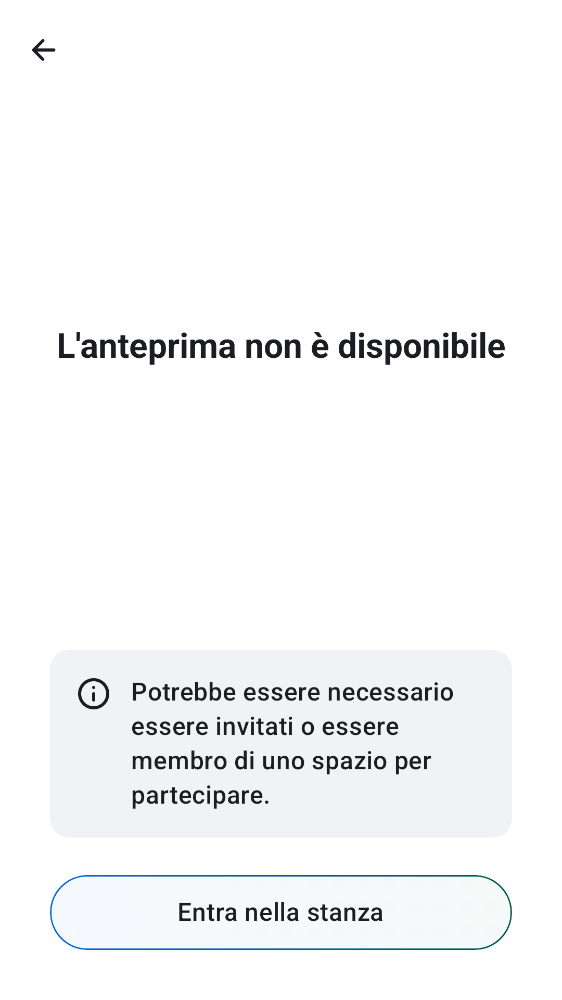 L'anteprima non è disponibile
Potrebbe essere necessario
essere invitati o essere
membro di uno spazio per
partecipare.
Entra nella stanza